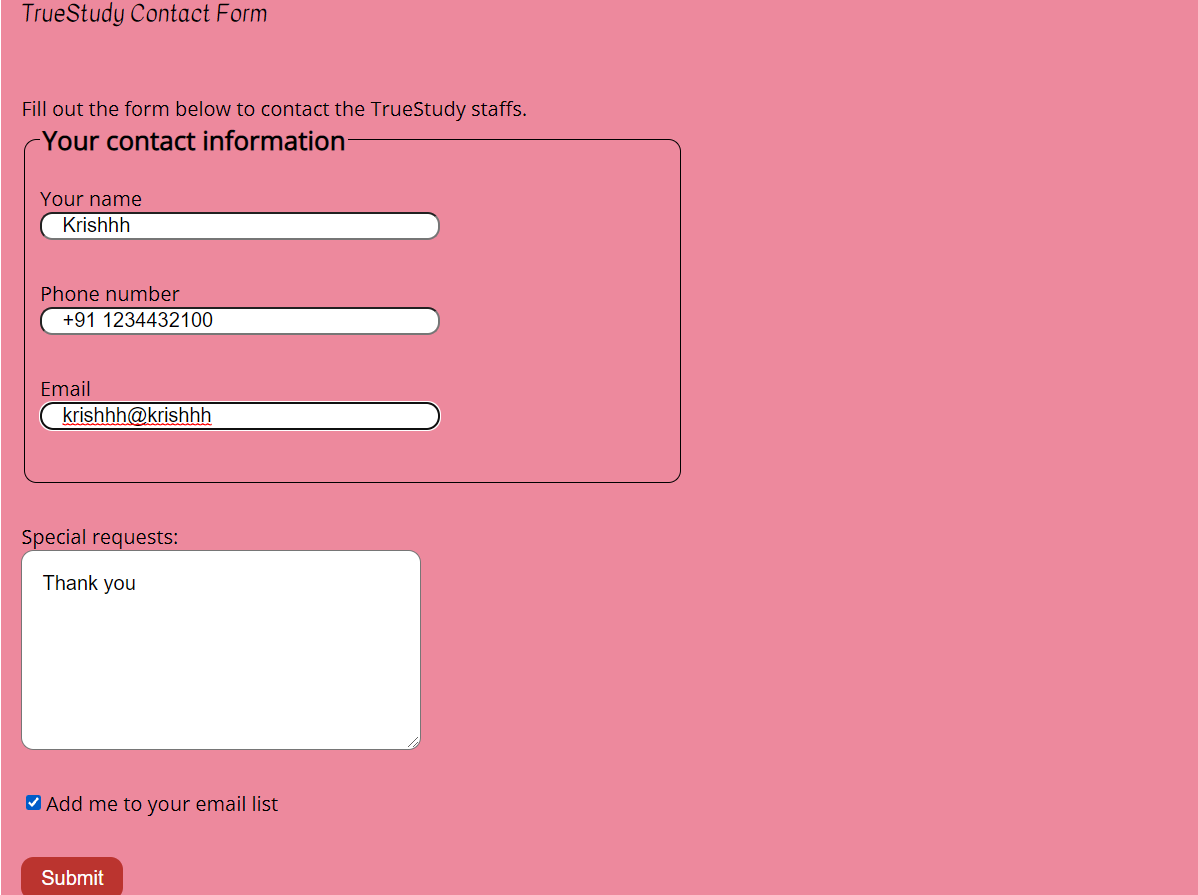 TrueStudy Contact Form
Fill out the form below to contact the TrueStudy staffs.
Your contact information
Your name
Krishhh
Phone number
+91 1234432100
Email
krishhh@krishhh
Special requests:
Thank you
Add me to your email list
Submit